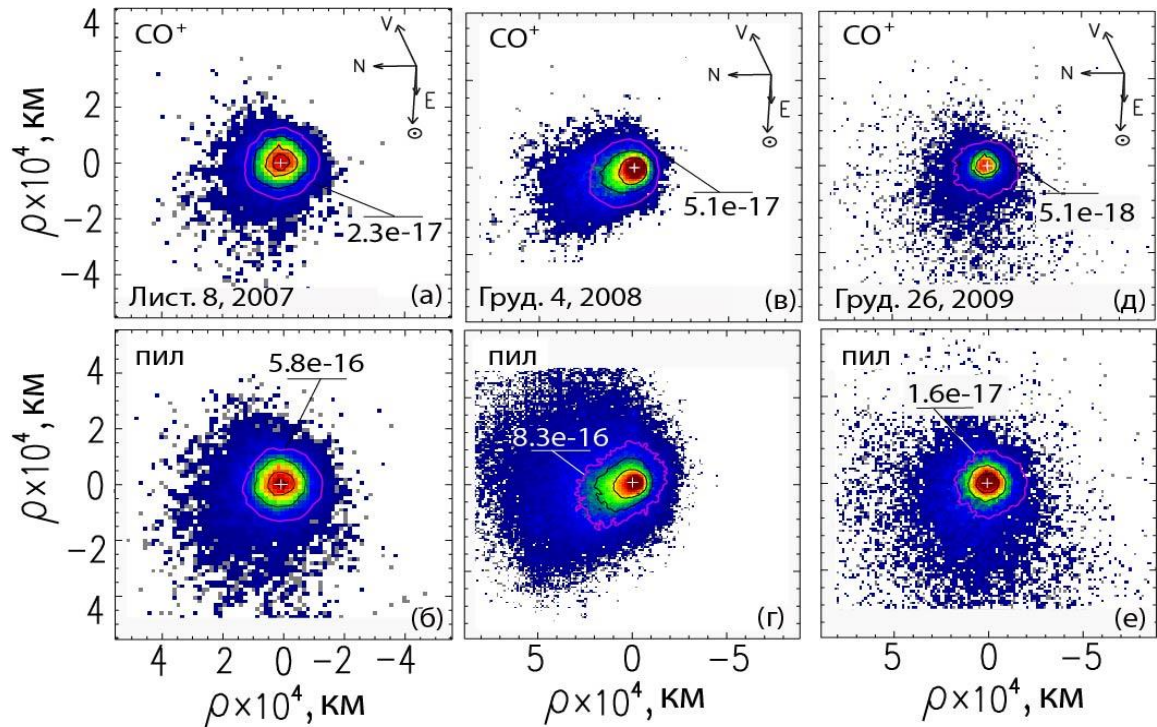 4
2
0
−2
−4
ρ×10⁴, км
CO⁺
V
N
E
⊙
2.3e-17
Лист. 8, 2007
(а)
CO⁺
V
N
E
⊙
5.1e-17
Груд. 4, 2008
(в)
CO⁺
V
N
E
⊙
5.1e-18
Груд. 26, 2009
(д)
4
2
0
−2
4
ρ×10⁴, км
пил
5.8e-16
(б)
4 2 0 −2 −4
ρ×10⁴, км
пил
8.3e-16
(г)
5 0 −5
ρ×10⁴, км
пил
1.6e-17
(е)
5 0 −5
ρ×10⁴, км